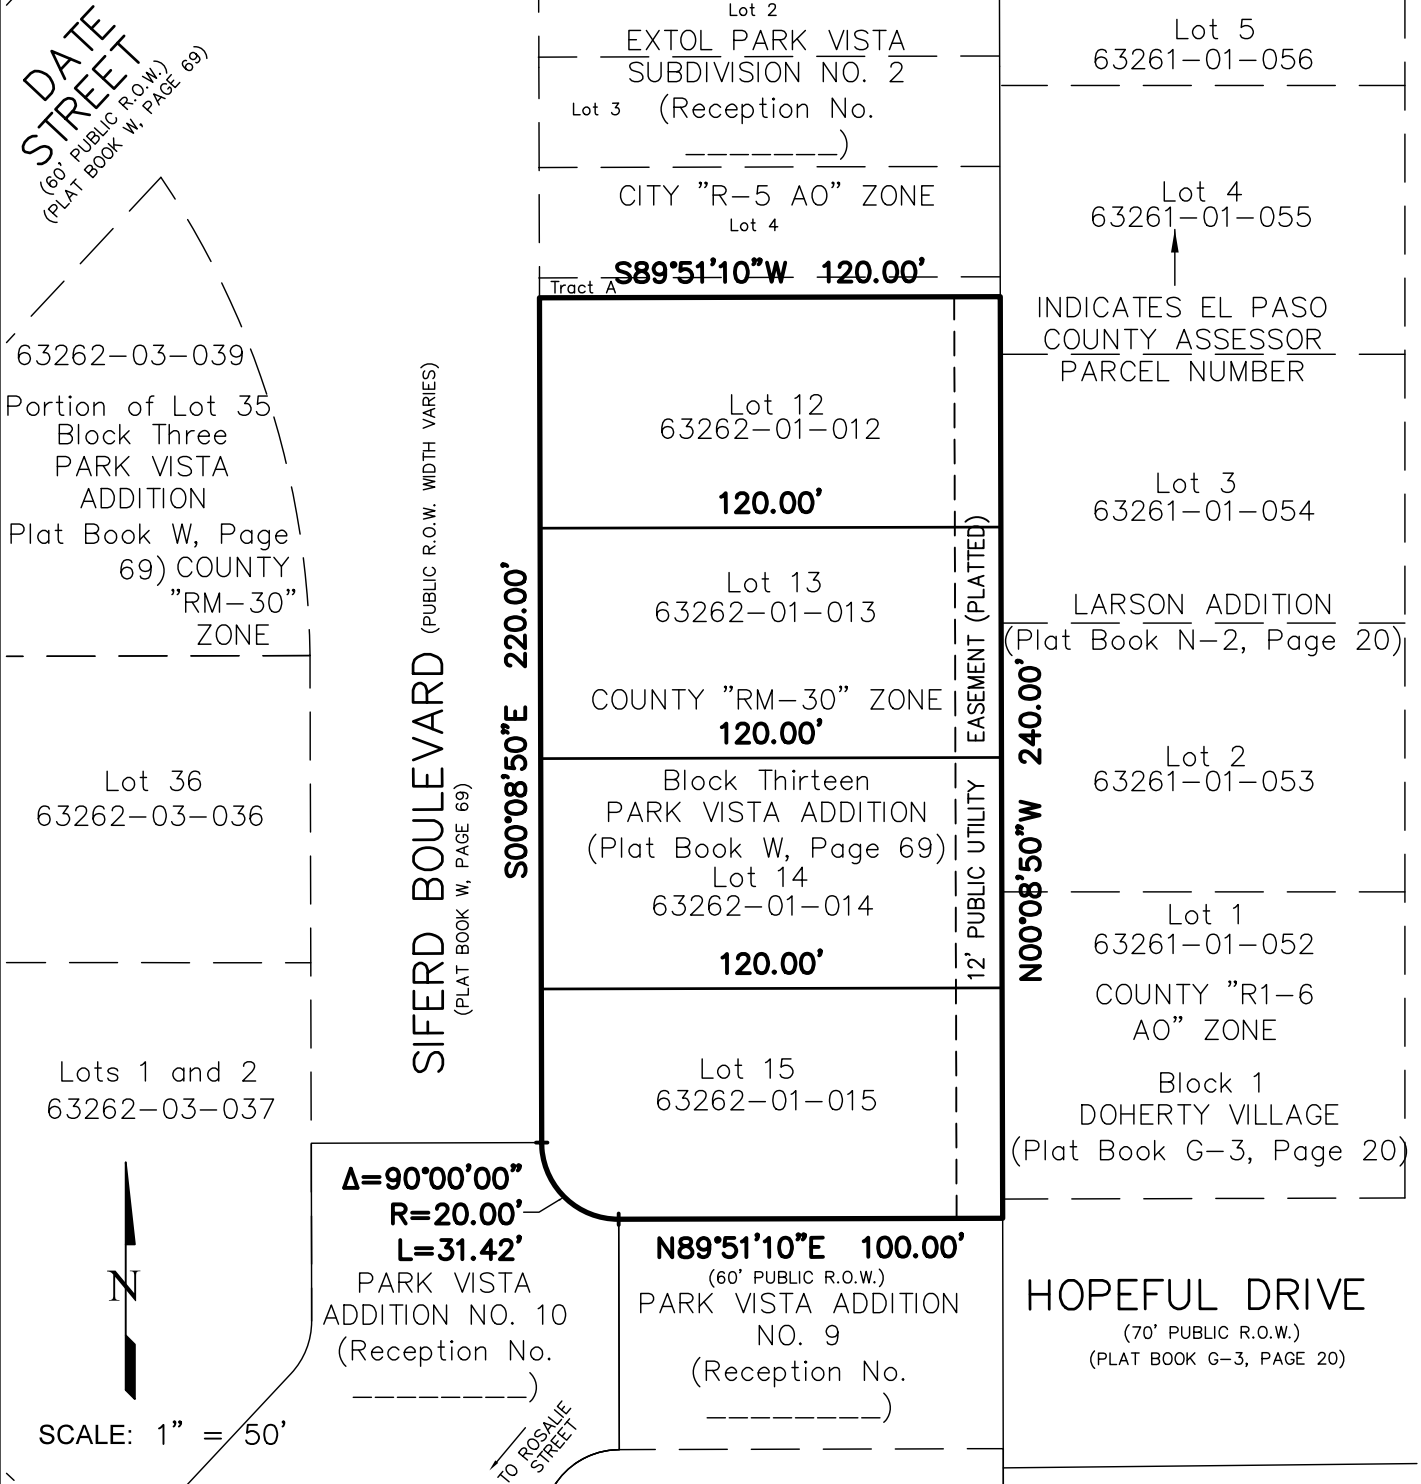 DATE
STREET
(60' PUBLIC R.O.W.)
(PLAT BOOK W, PAGE 69)
Lot 2
EXTOL PARK VISTA
SUBDIVISION NO. 2
Lot 3
(Reception No.
_______)
CITY "R-5 AO" ZONE
Lot 4
S89°51'10"W 120.00'
Tract A
Lot 5
63261-01-056
Lot 4
63261-01-055
INDICATES EL PASO
COUNTY ASSESSOR
PARCEL NUMBER
63262-03-039
Portion of Lot 35
Block Three
PARK VISTA
ADDITION
Plat Book W, Page
69) COUNTY
"RM-30"
ZONE
Lot 36
63262-03-036
Lots 1 and 2
63262-03-037
SIFERD BOULEVARD (PUBLIC R.O.W. WIDTH VARIES)
(PLAT BOOK W, PAGE 69)
S00°08'50"E 220.00'
Lot 12
63262-01-012
120.00'
Lot 13
63262-01-013
COUNTY "RM-30" ZONE
120.00'
Block Thirteen
PARK VISTA ADDITION
(Plat Book W, Page 69)
Lot 14
63262-01-014
120.00'
Lot 15
63262-01-015
12' PUBLIC UTILITY EASEMENT (PLATTED)
N00°08'50"W 240.00'
Lot 3
63261-01-054
LARSON ADDITION
(Plat Book N-2, Page 20)
Lot 2
63261-01-053
Lot 1
63261-01-052
COUNTY "R1-6
AO" ZONE
Block 1
DOHERTY VILLAGE
(Plat Book G-3, Page 20)
Δ=90°00'00"
R=20.00'
L=31.42'
PARK VISTA
ADDITION NO. 10
(Reception No.
________)
N89°51'10"E 100.00'
(60' PUBLIC R.O.W.)
PARK VISTA ADDITION
NO. 9
(Reception No.
________)
HOPEFUL DRIVE
(70' PUBLIC R.O.W.)
(PLAT BOOK G-3, PAGE 20)
N
SCALE: 1" = 50'
TO ROSALIE
STREET